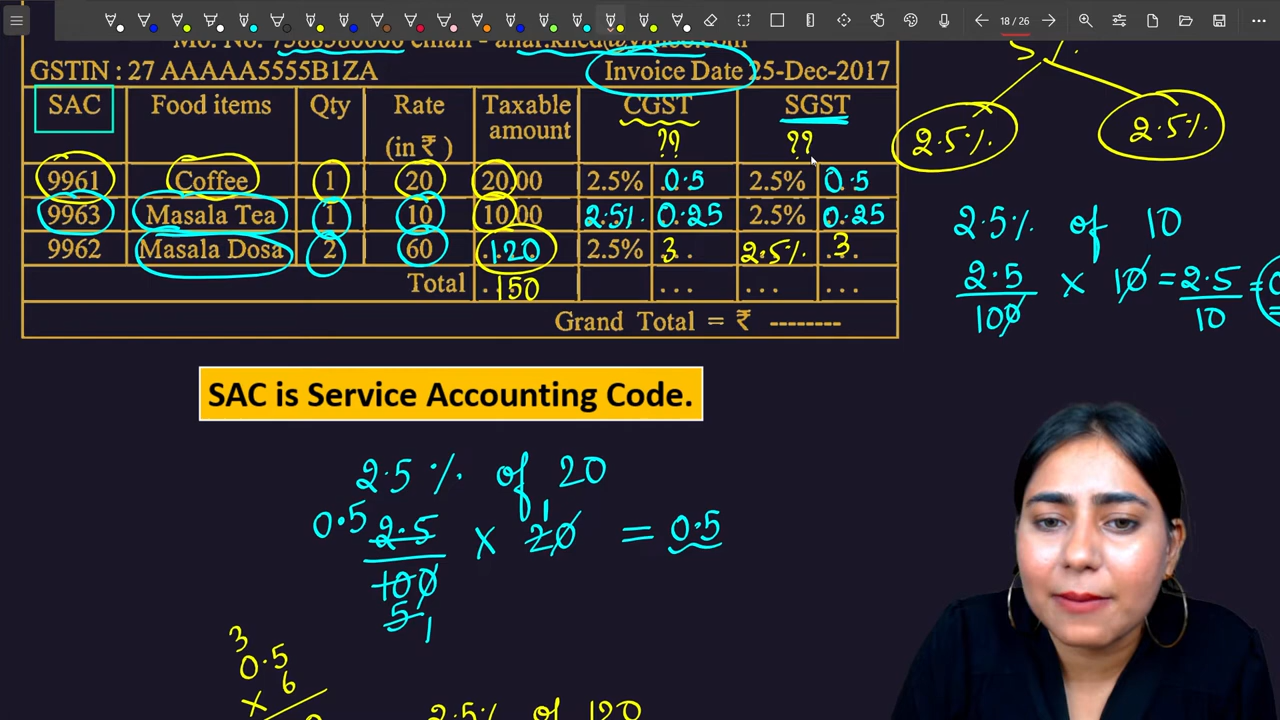 18 / 26
GSTIN : 27 AAAAA5555B1ZA Invoice Date 25-Dec-2017
SAC Food items Qty Rate (in ₹ ) Taxable amount CGST ?? SGST ??
9961 Coffee 1 20 20.00 2.5% 0.5 2.5% 0.5
9963 Masala Tea 1 10 10.00 2.5% 0.25 2.5% 0.25
9962 Masala Dosa 2 60 120 2.5% 3 2.5% 3
Total 150 ... ... ...
Grand Total = ₹ --------
2.5% 2.5%
2.5% of 10
2.5/100 × 10 = 2.5/10 =
SAC is Service Accounting Code.
2.5% of 20
0.5 2.5/100 × 20 = 0.5
1
5
1
3
0.5
× 6
2.5% of 120